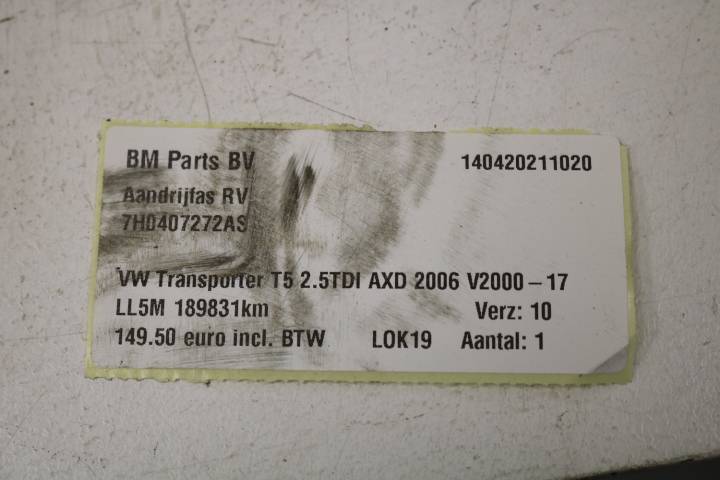 BM Parts BV 140420211020
Aandrijfas RV
7H0407272AS
VW Transporter T5 2.5TDI AXD 2006 V2000-17
LL5M 189831km Verz: 10
149.50 euro incl. BTW LOK19 Aantal: 1